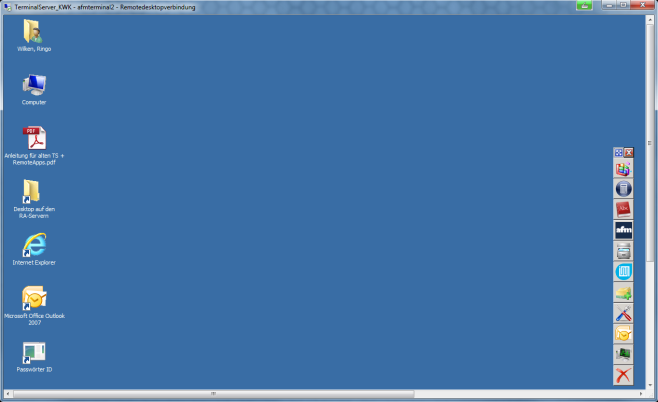 TerminalServer_KWK - afmterminal2 - Remotedesktopverbindung
Willien, Ringo
Computer
PDF
Anleitung für alten TS +
RemoteApps.pdf
Desktop auf den
RA-Servern
Internet Explorer
Microsoft Office Outlook
2007
Passwörter ID
afm